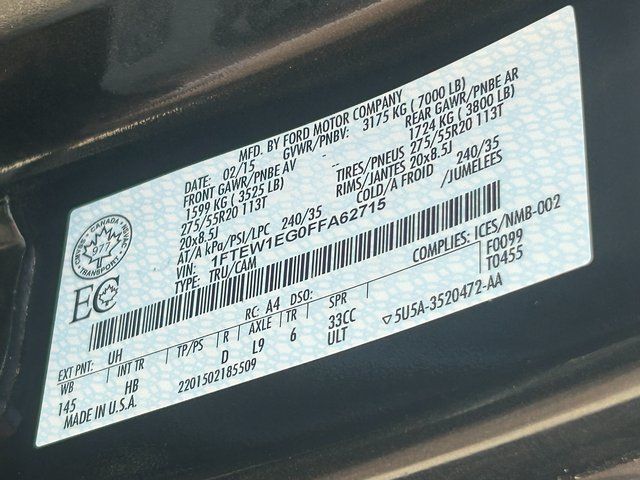 MFD. BY FORD MOTOR COMPANY
DATE: 02/15 GVWR/PNBV: 3175 KG ( 7000 LB)
FRONT GAWR/PNBE AV -- REAR GAWR/PNBE AR
1599 KG ( 3525 LB) 1724 KG ( 3800 LB)
275/55R20 113T TIRES/PNEUS 275/55R20 113T
20x8.5J RIMS/JANTES 20x8.5J
AT/A kPa/PSI/LPC 240/35 COLD/A FROID 240/35
VIN: 1FTEW1EG0FFA62715 /JUMELEES
TYPE: TRU/CAM
CANADA
977
TRANSPORT
EC
COMPLIES: ICES/NMB-002
F0099
T0455
RC: A4 DSO:
EXT PNT: UH
WB INT TR TP/PS R AXLE TR SPR
145 HB D L9 6 33CC
ULT
▽5U5A-3520472-AA
MADE IN U.S.A. 2201502185509